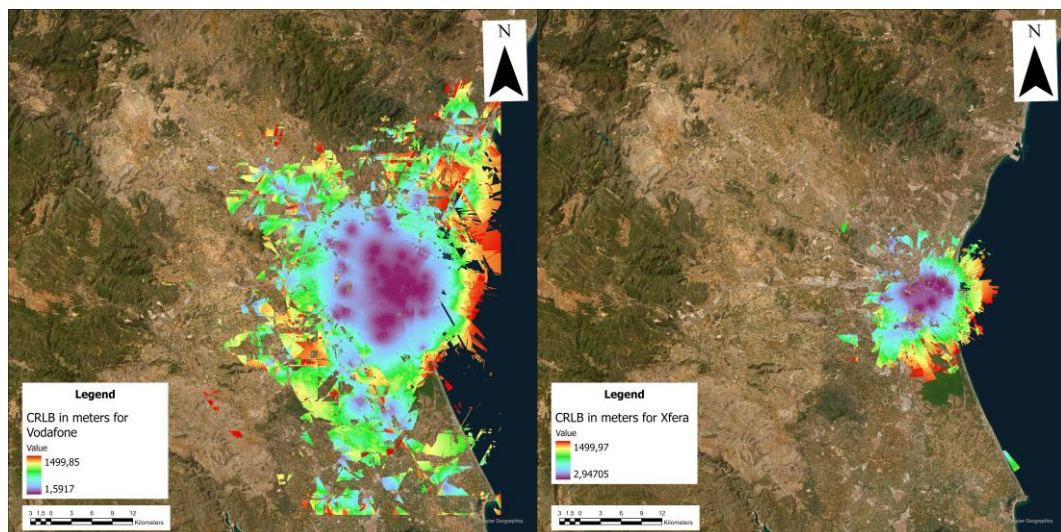 N
Legend
CRLB in meters for
Vodafone
Value
1499,85
1,5917
3 1,5 0 3 6 9 12
Kilometers
N
Legend
CRLB in meters for Xfera
Value
1499,97
2,94705
3 1,5 0 3 6 9 12
Kilometers
Geographics